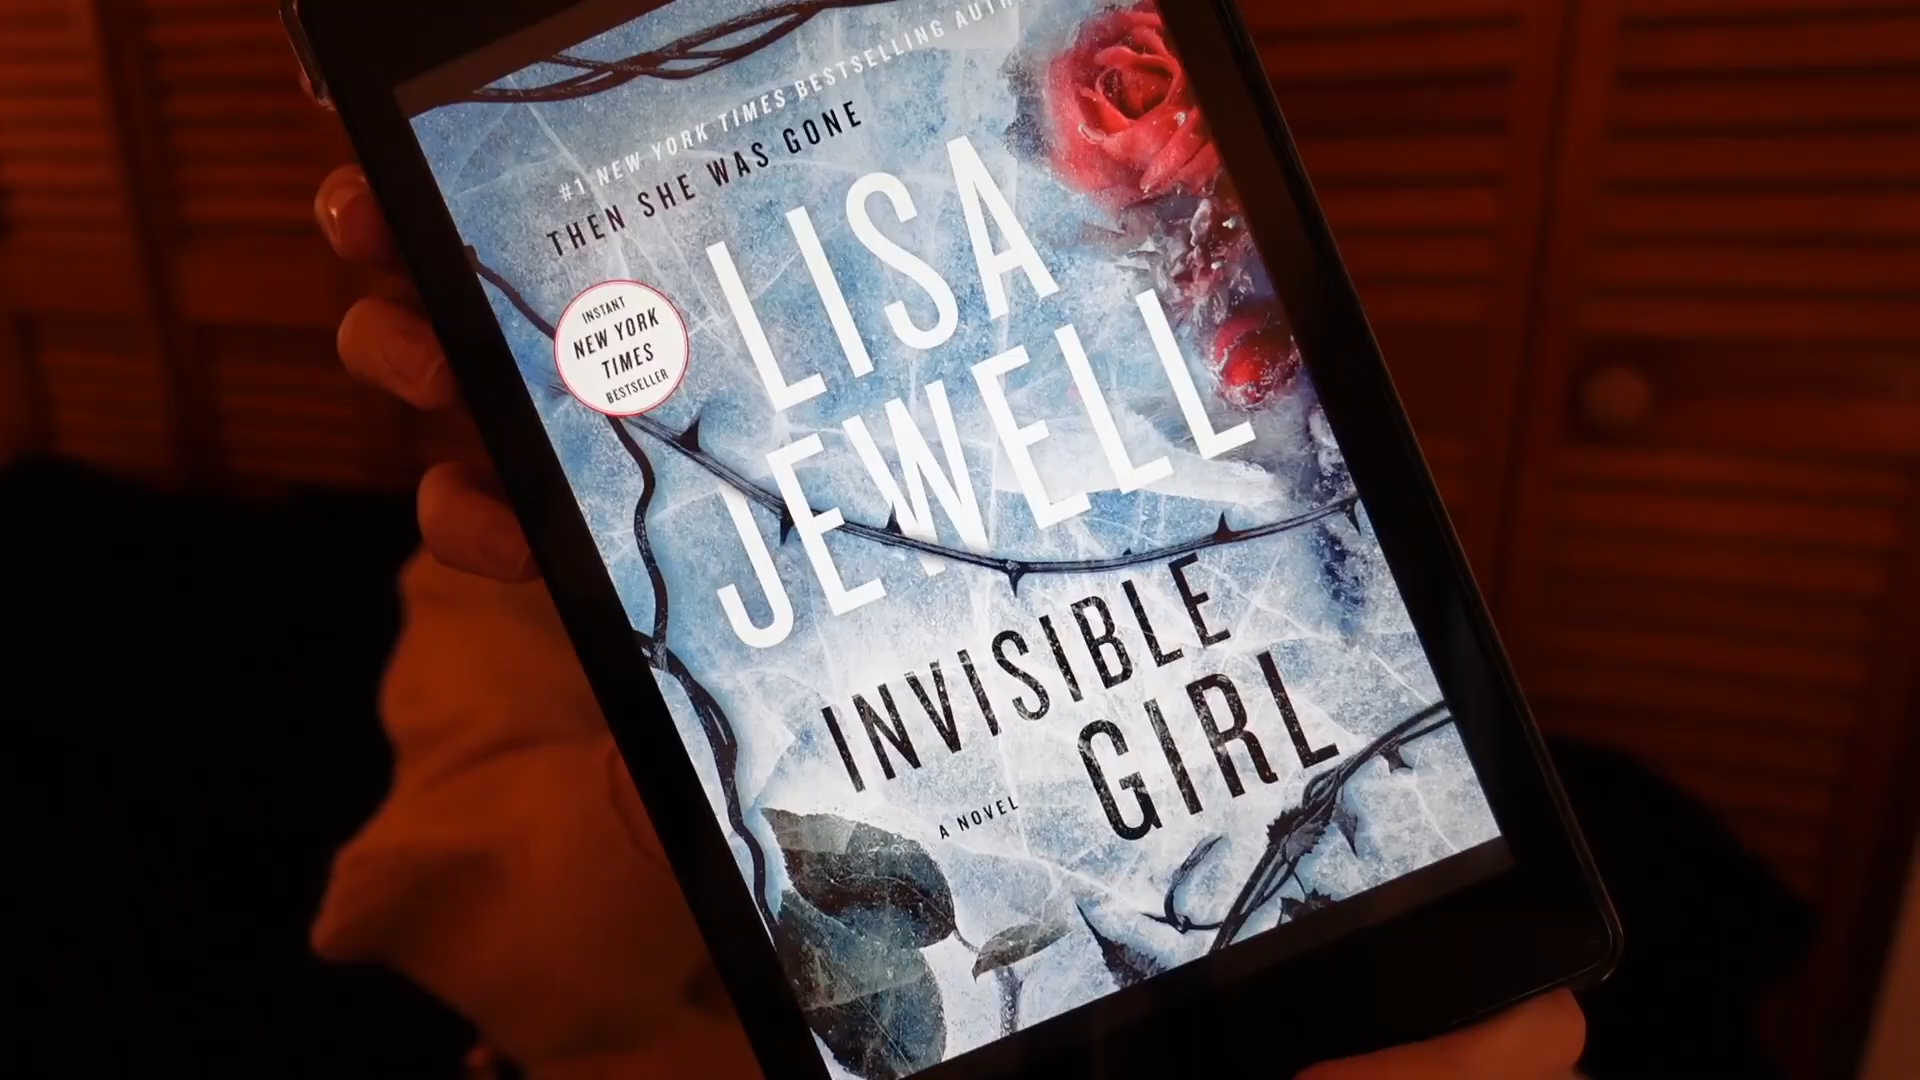 #1 NEW YORK TIMES BESTSELLING
THEN SHE WAS GONE
LISA
JEWELL
INSTANT
NEW YORK
TIMES
BESTSELLER
INVISIBLE
GIRL
A NOVEL